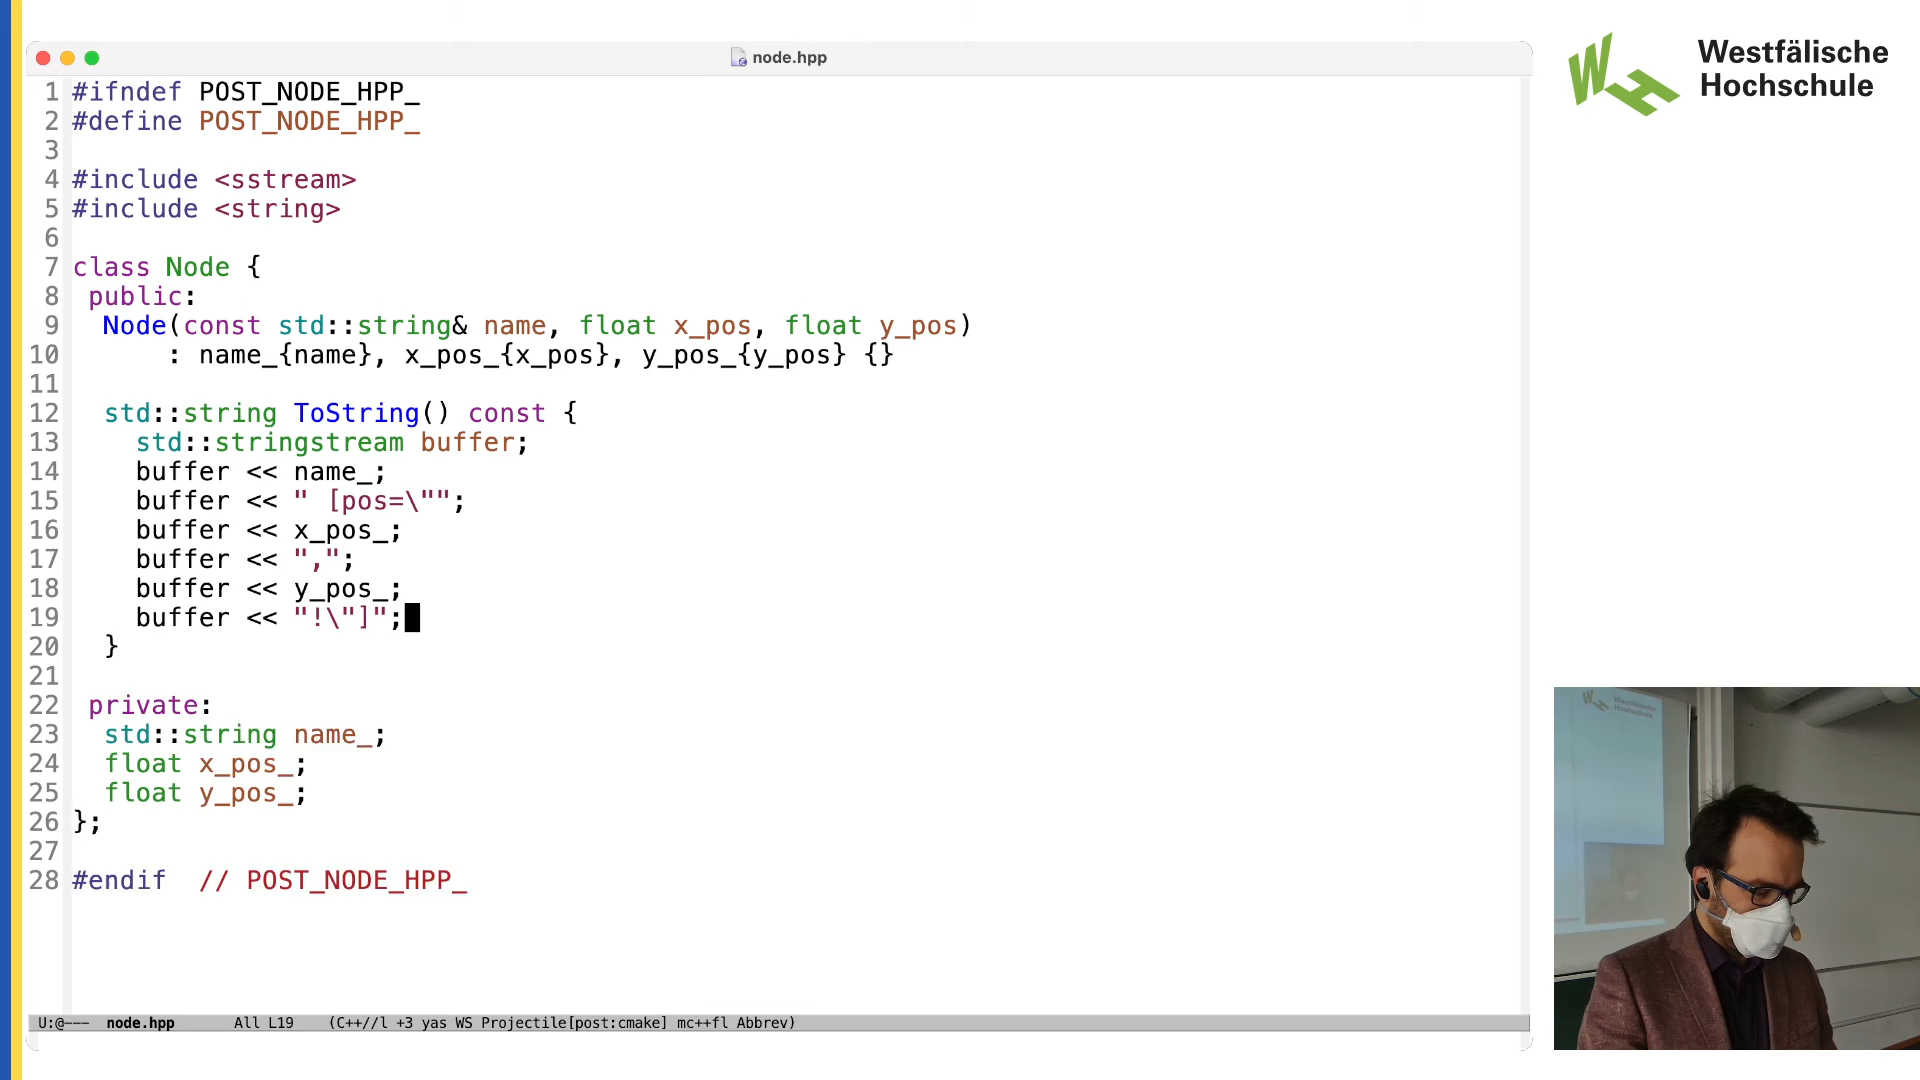 node.hpp
1 #ifndef POST_NODE_HPP_
2 #define POST_NODE_HPP_
3
4 #include <sstream>
5 #include <string>
6
7 class Node {
8  public:
9   Node(const std::string& name, float x_pos, float y_pos)
10       : name_{name}, x_pos_{x_pos}, y_pos_{y_pos} {}
11
12   std::string ToString() const {
13     std::stringstream buffer;
14     buffer << name_;
15     buffer << " [pos=\"";
16     buffer << x_pos_;
17     buffer << ",";
18     buffer << y_pos_;
19     buffer << "!\"]";
20   }
21
22  private:
23   std::string name_;
24   float x_pos_;
25   float y_pos_;
26 };
27
28 #endif  // POST_NODE_HPP_
U:@--- node.hpp All L19 (C++//l +3 yas WS Projectile[post:cmake] mc++fl Abbrev)
Westfälische
Hochschule
Westfälische
Hochschule